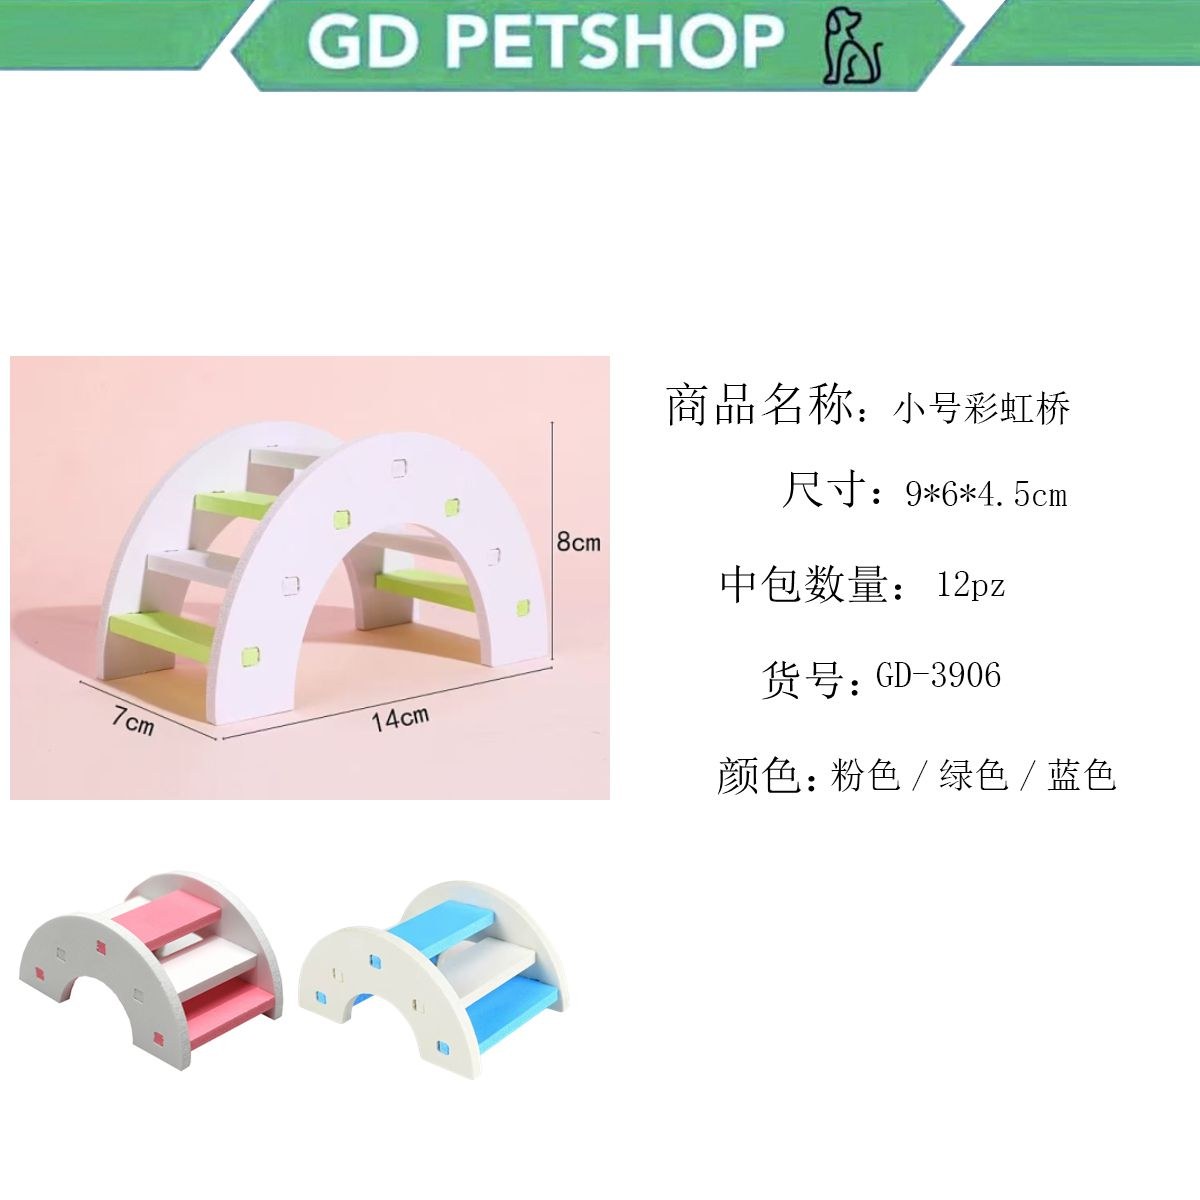 GD PETSHOP
商品名称：小号彩虹桥
尺寸：9*6*4.5cm
中包数量：12pz
货号：GD-3906
颜色：粉色/绿色/蓝色
8cm
7cm
14cm